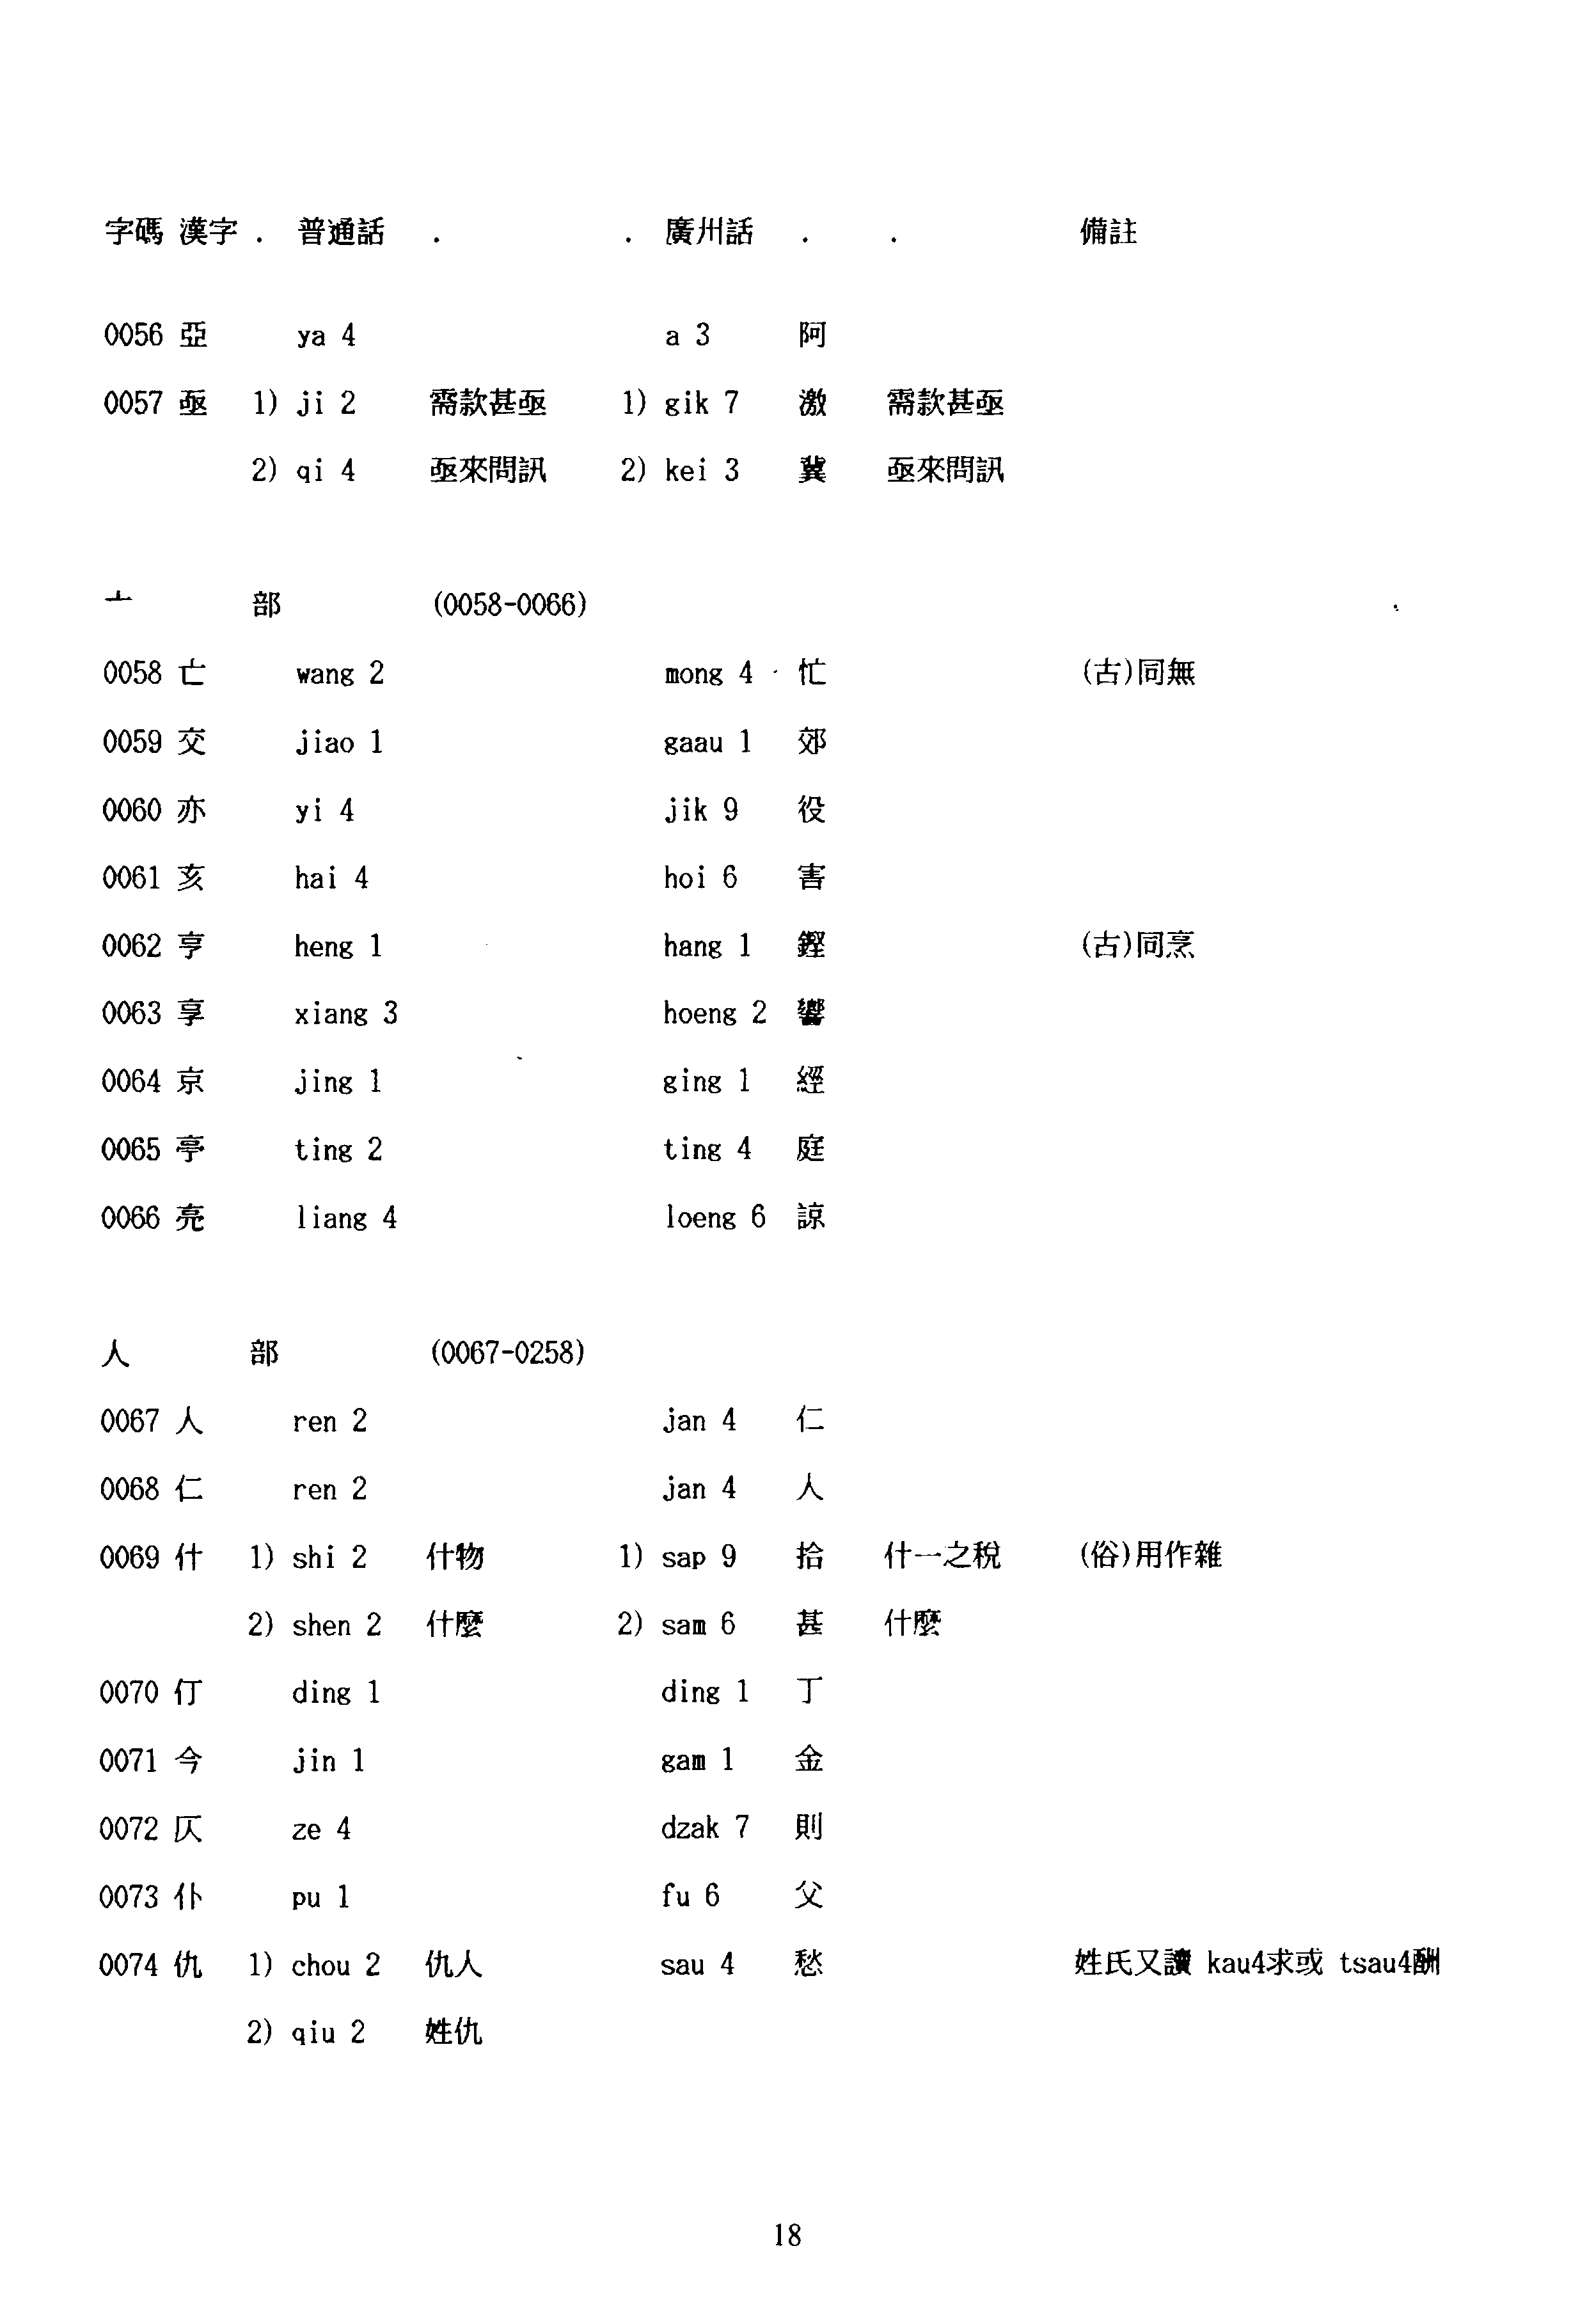 字碼 漢字 . 普通話 . . 廣州話 . . 備註
0056 亞 ya 4 a 3 阿
0057 亟 1) ji 2 需款甚亟 1) gik 7 激 需款甚亟
2) qi 4 亟來問訊 2) kei 3 冀 亟來問訊
亠 部 (0058-0066)
0058 亡 wang 2 mong 4 忙 (古)同無
0059 交 jiao 1 gaau 1 郊
0060 亦 yi 4 jik 9 役
0061 亥 hai 4 hoi 6 害
0062 亨 heng 1 hang 1 鏗 (古)同烹
0063 享 xiang 3 hoeng 2 響
0064 京 jing 1 ging 1 經
0065 亭 ting 2 ting 4 庭
0066 亮 liang 4 loeng 6 諒
人 部 (0067-0258)
0067 人 ren 2 jan 4 仁
0068 仁 ren 2 jan 4 人
0069 什 1) shi 2 什物 1) sap 9 拾 什一之稅 (俗)用作雜
2) shen 2 什麼 2) sam 6 甚 什麼
0070 仃 ding 1 ding 1 丁
0071 今 jin 1 gam 1 金
0072 仄 ze 4 dzak 7 則
0073 仆 pu 1 fu 6 父
0074 仇 1) chou 2 仇人 sau 4 愁 姓氏又讀 kau4求或 tsau4酬
2) qiu 2 姓仇
18